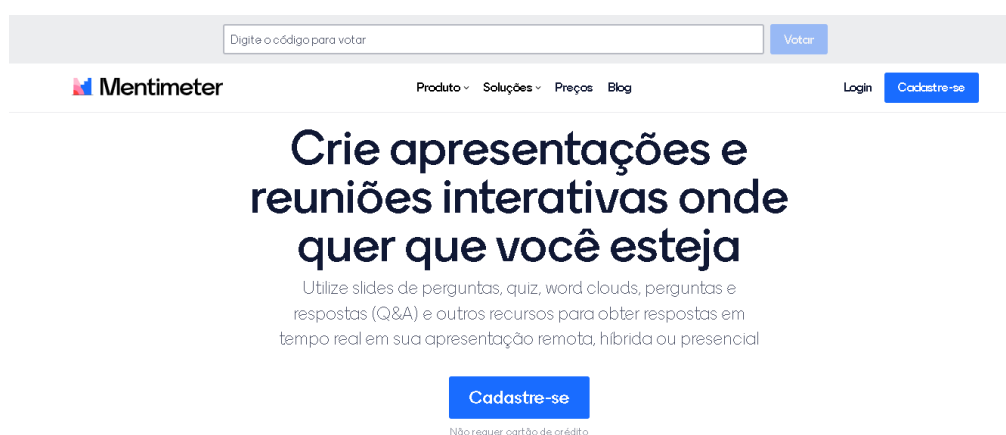 Digite o código para votar
Votar
Mentimeter
Produto Soluções Preços Blog
Login
Cadastre-se
Crie apresentações e
reuniões interativas onde
quer que você esteja
Utilize slides de perguntas, quiz, word clouds, perguntas e
respostas (Q&A) e outros recursos para obter respostas em
tempo real em sua apresentação remota, híbrida ou presencial
Cadastre-se
Não requer cartão de crédito